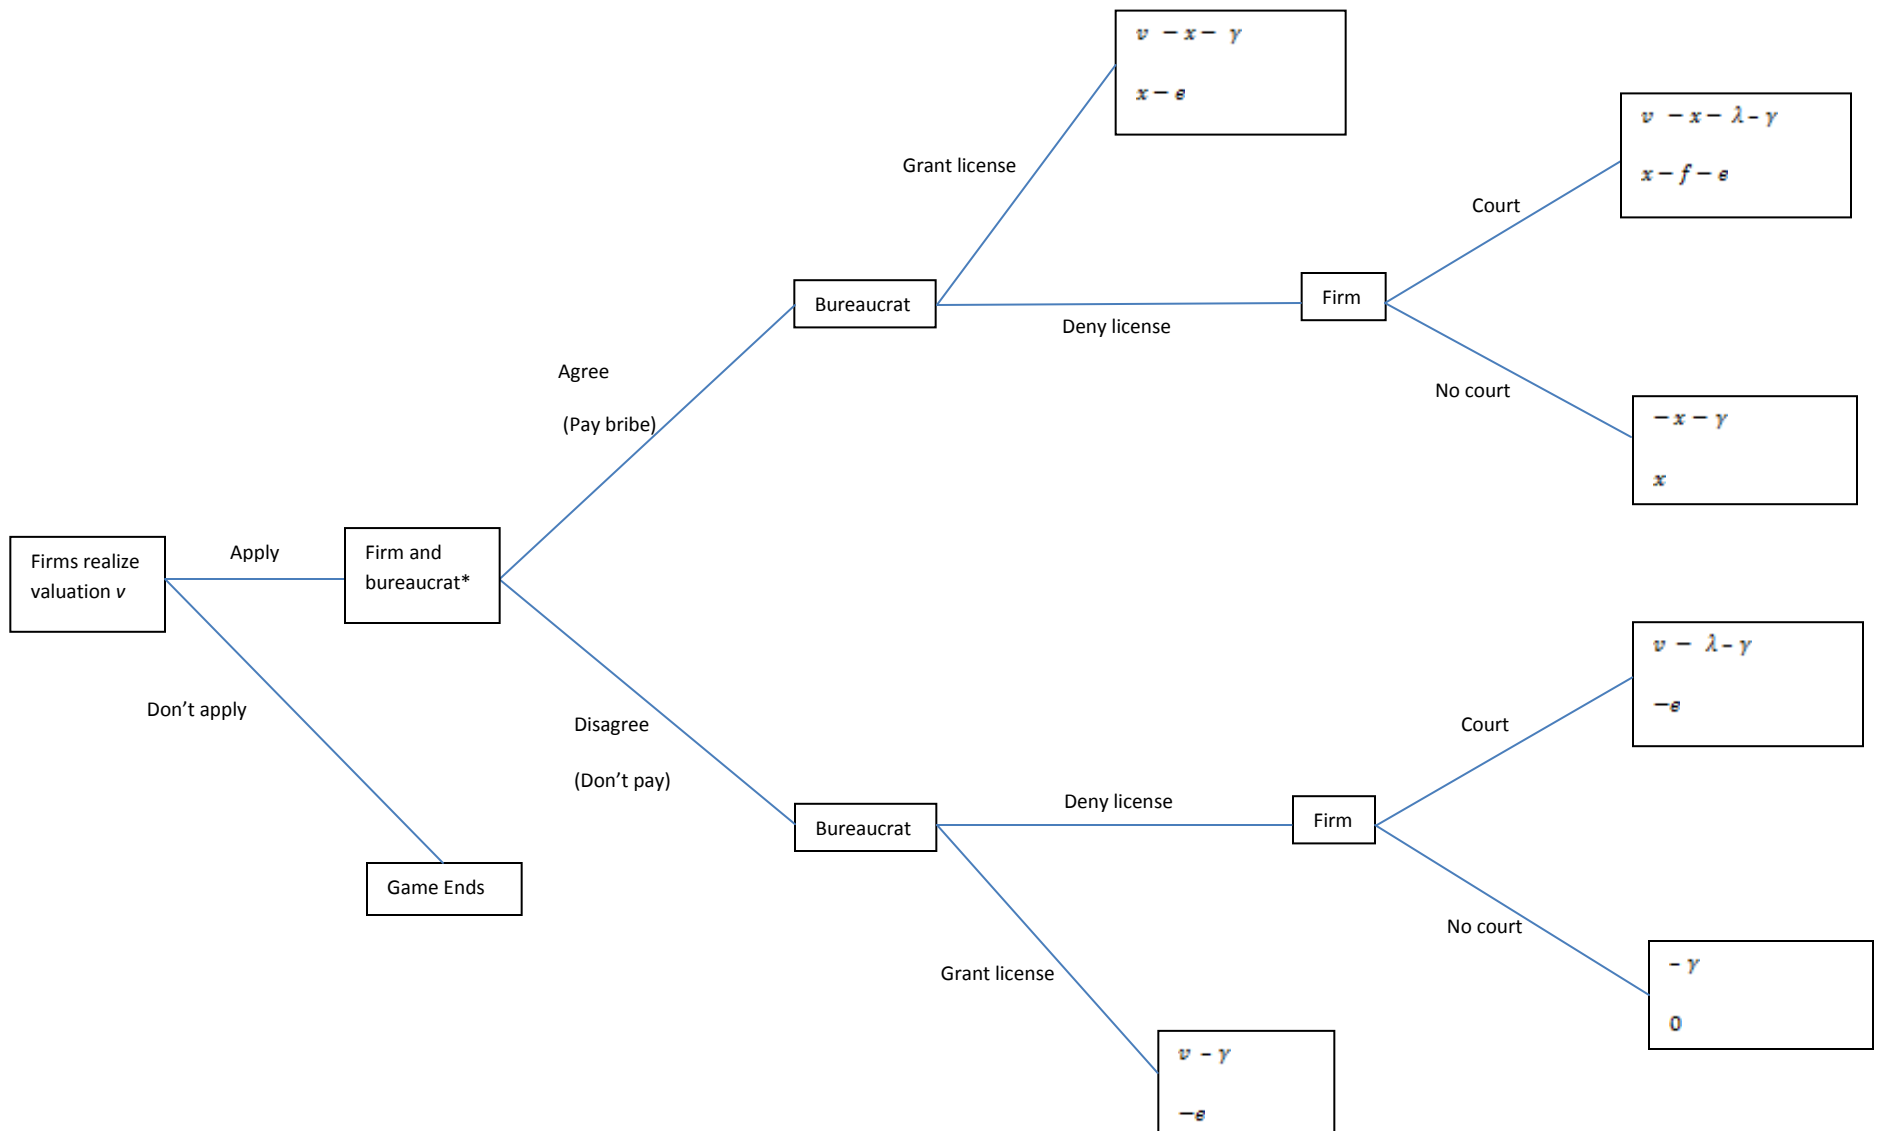 v − x − γ
x − e
Grant license
v − x − λ – γ
x − f − e
Court
Bureaucrat
Deny license
Firm
No court
− x − γ
x
Agree
(Pay bribe)
Firms realize
valuation v
Apply
Firm and
bureaucrat*
Don’t apply
Game Ends
Disagree
(Don’t pay)
Bureaucrat
Deny license
Firm
Court
v − λ – γ
−e
No court
– γ
0
Grant license
v – γ
−e